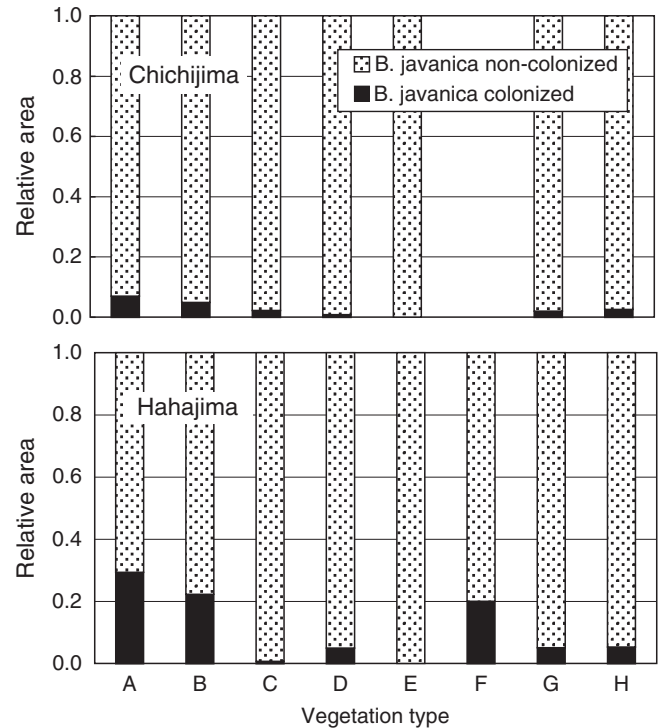 1.0
0.8
0.6
0.4
0.2
0.0
Relative area
Chichijima
B. javanica non-colonized
B. javanica colonized
1.0
0.8
0.6
0.4
0.2
0.0
Relative area
Hahajima
A B C D E F G H
Vegetation type